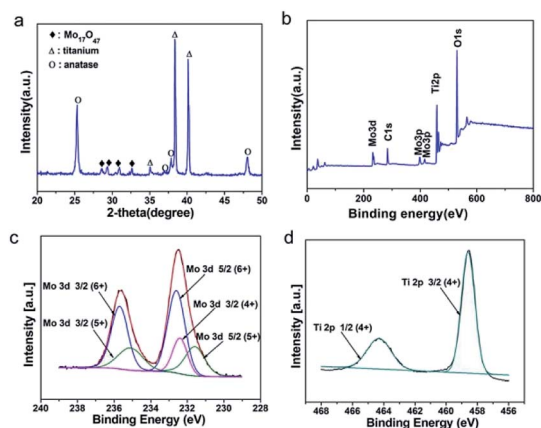 a
♦ : Mo17O47
Δ : titanium
O : anatase
O
♦ ♦ ♦ ♦
Δ
O
O
Δ
Δ
O
Intensity(a.u.)
20 30 40 50
2-theta(degree)
b
Mo3d
C1s
Mo3p
Mo3p
Ti2p
O1s
Intensity(a.u.)
0 200 400 600 800
Binding energy(eV)
c
Mo 3d 3/2 (6+)
Mo 3d 5/2 (6+)
Mo 3d 3/2 (4+)
Mo 3d 3/2 (5+)
Mo 3d 5/2 (5+)
Intensity [a.u.]
240 238 236 234 232 230 228
Binding energy (eV)
d
Ti 2p 3/2 (4+)
Ti 2p 1/2 (4+)
Intensity [a.u.]
468 466 464 462 460 458 456
Binding energy (eV)